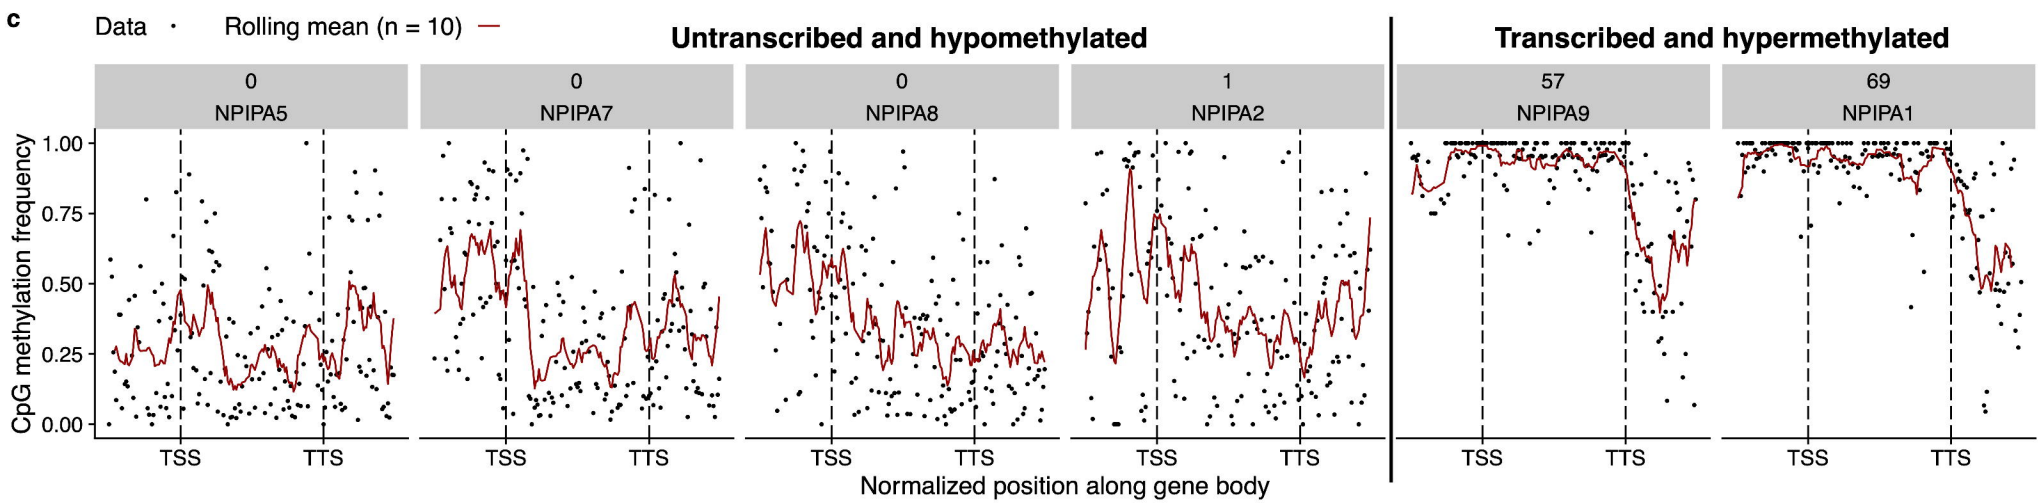 c
Data Rolling mean (n = 10)
Untranscribed and hypomethylated
Transcribed and hypermethylated
0 0 0 1 57 69
NPIPA5 NPIPA7 NPIPA8 NPIPA2 NPIPA9 NPIPA1
CpG methylation frequency
1.00
0.75
0.50
0.25
0.00
TSS TTS TSS TTS TSS TTS TSS TTS TSS TTS TSS TTS
Normalized position along gene body